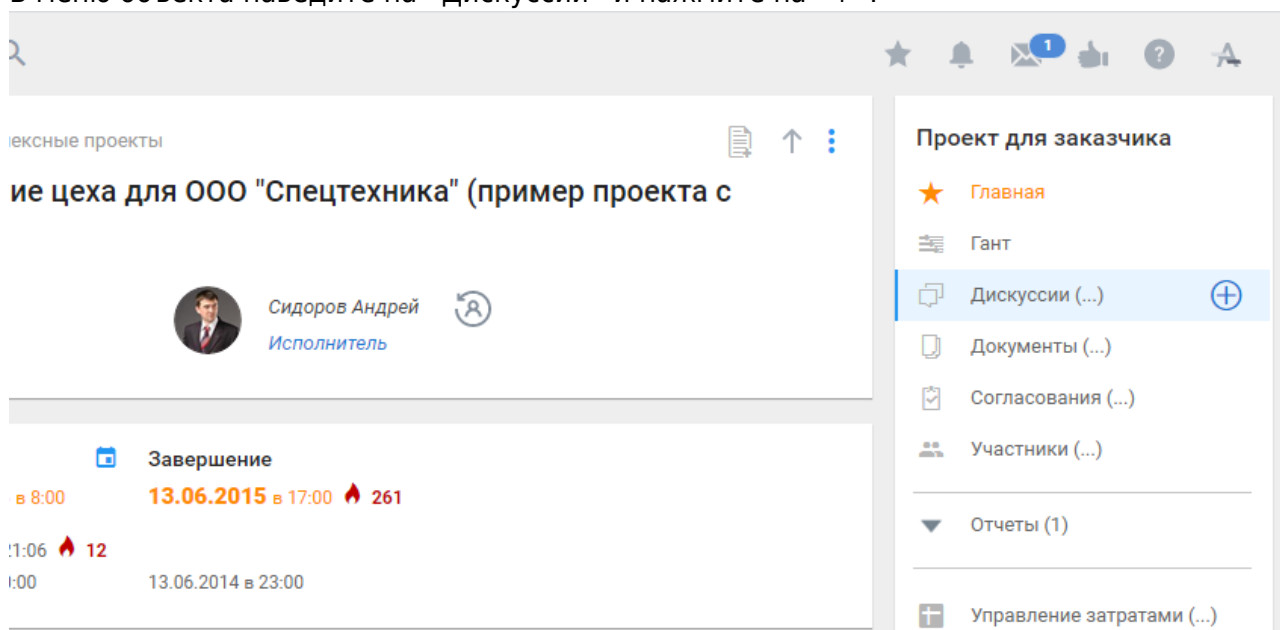 1
лексные проекты
Проект для заказчика
ие цеха для ООО "Спецтехника" (пример проекта с
Главная
Гант
Сидоров Андрей
Исполнитель
Дискуссии (...)
Документы (...)
Согласования (...)
Участники (...)
Завершение
в 8:00 13.06.2015 в 17:00 261
Отчеты (1)
21:06 12
:00 13.06.2014 в 23:00
Управление затратами (...)